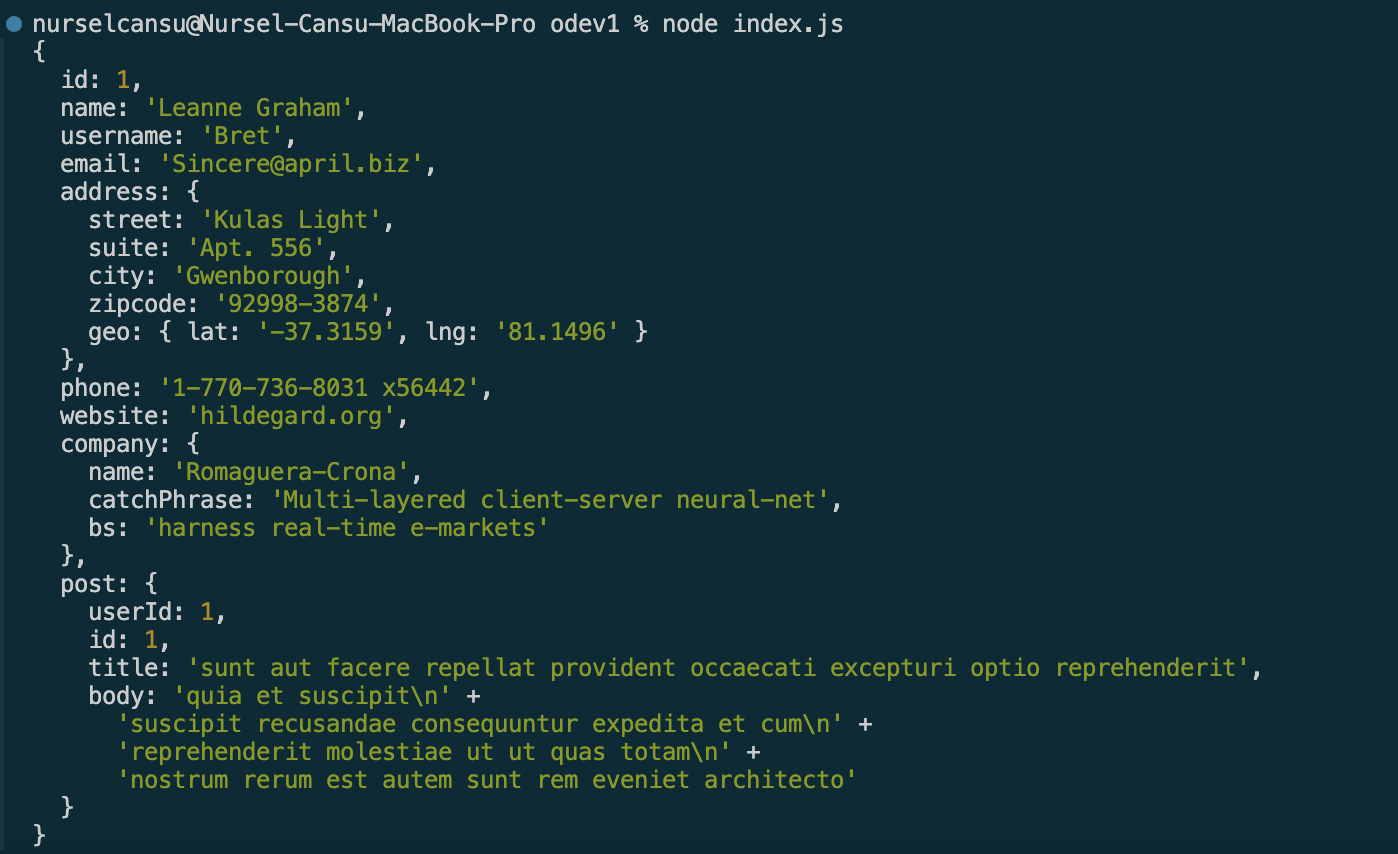 nurselcansu@Nursel-Cansu-MacBook-Pro odev1 % node index.js
{
  id: 1,
  name: 'Leanne Graham',
  username: 'Bret',
  email: 'Sincere@april.biz',
  address: {
    street: 'Kulas Light',
    suite: 'Apt. 556',
    city: 'Gwenborough',
    zipcode: '92998-3874',
    geo: { lat: '-37.3159', lng: '81.1496' }
  },
  phone: '1-770-736-8031 x56442',
  website: 'hildegard.org',
  company: {
    name: 'Romaguera-Crona',
    catchPhrase: 'Multi-layered client-server neural-net',
    bs: 'harness real-time e-markets'
  },
  post: {
    userId: 1,
    id: 1,
    title: 'sunt aut facere repellat provident occaecati excepturi optio reprehenderit',
    body: 'quia et suscipit\n' +
      'suscipit recusandae consequuntur expedita et cum\n' +
      'reprehenderit molestiae ut ut quas totam\n' +
      'nostrum rerum est autem sunt rem eveniet architecto'
  }
}